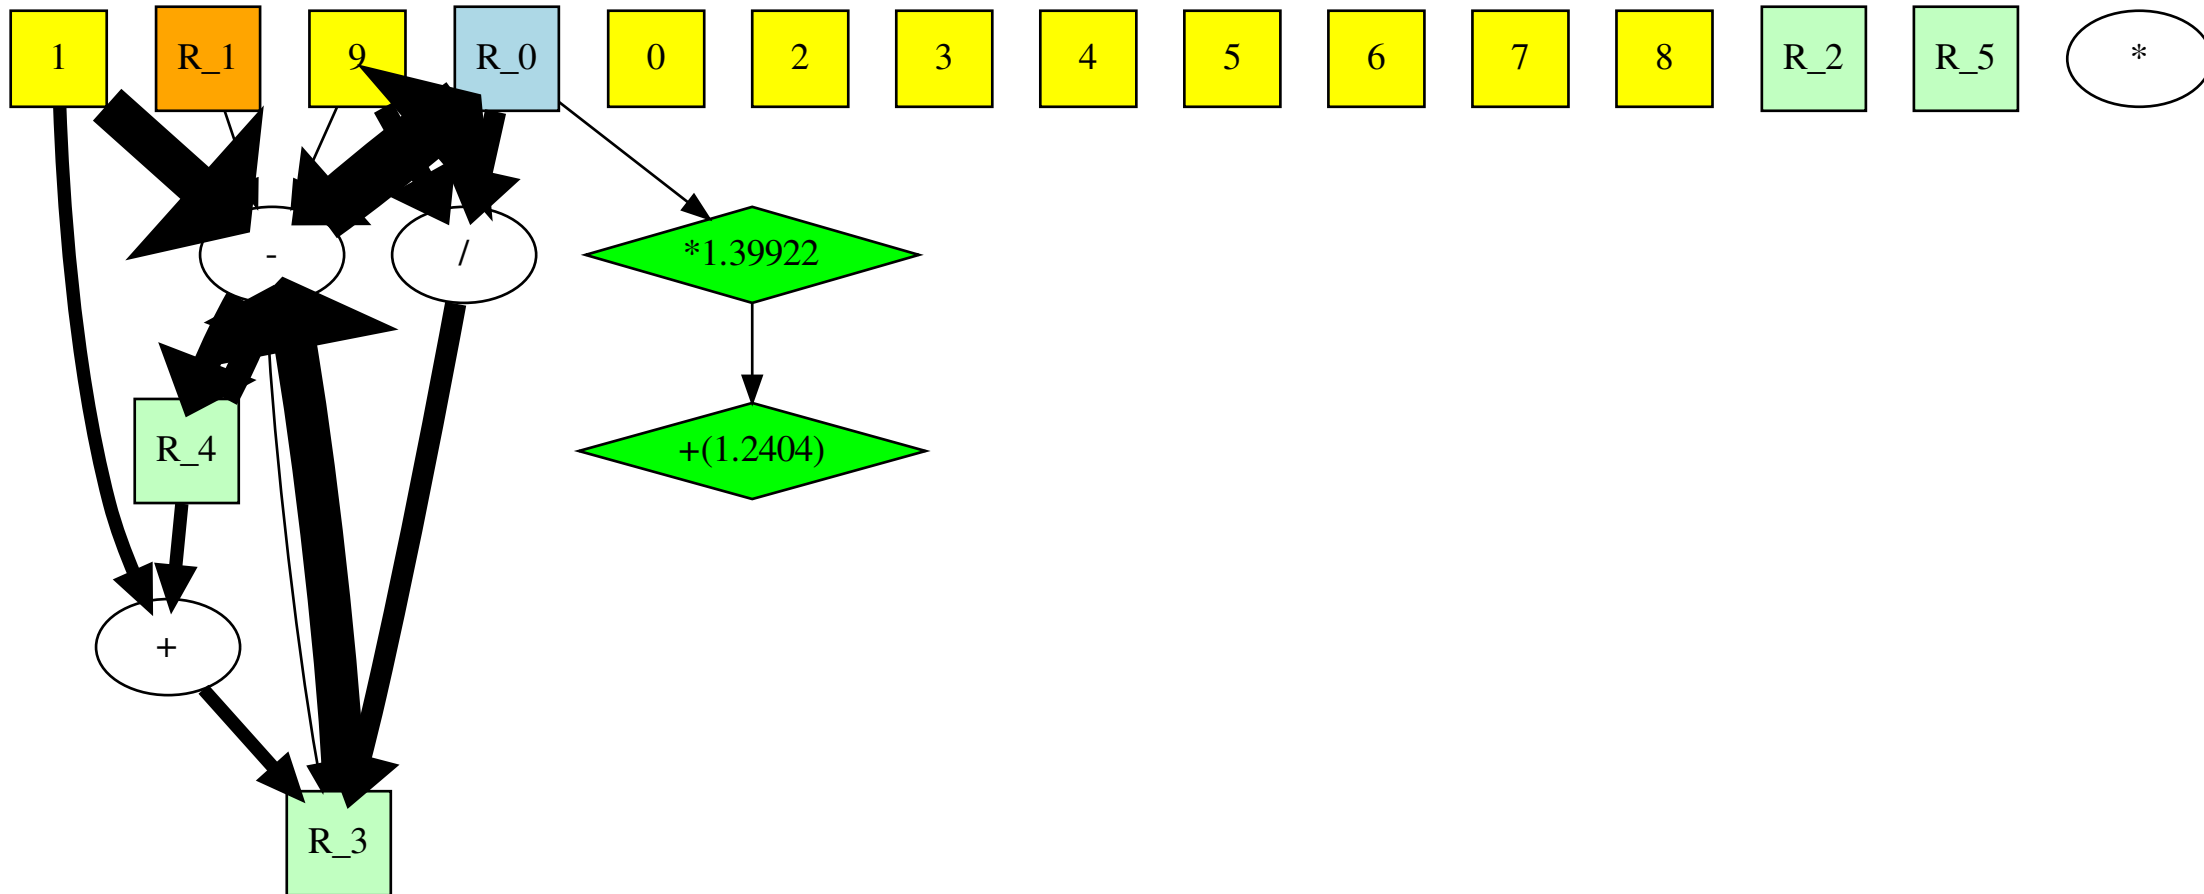 1 R_1 9 R_0 0 2 3 4 5 6 7 8 R_2 R_5 *
- / *1.39922
R_4 +(1.2404)
+
R_3